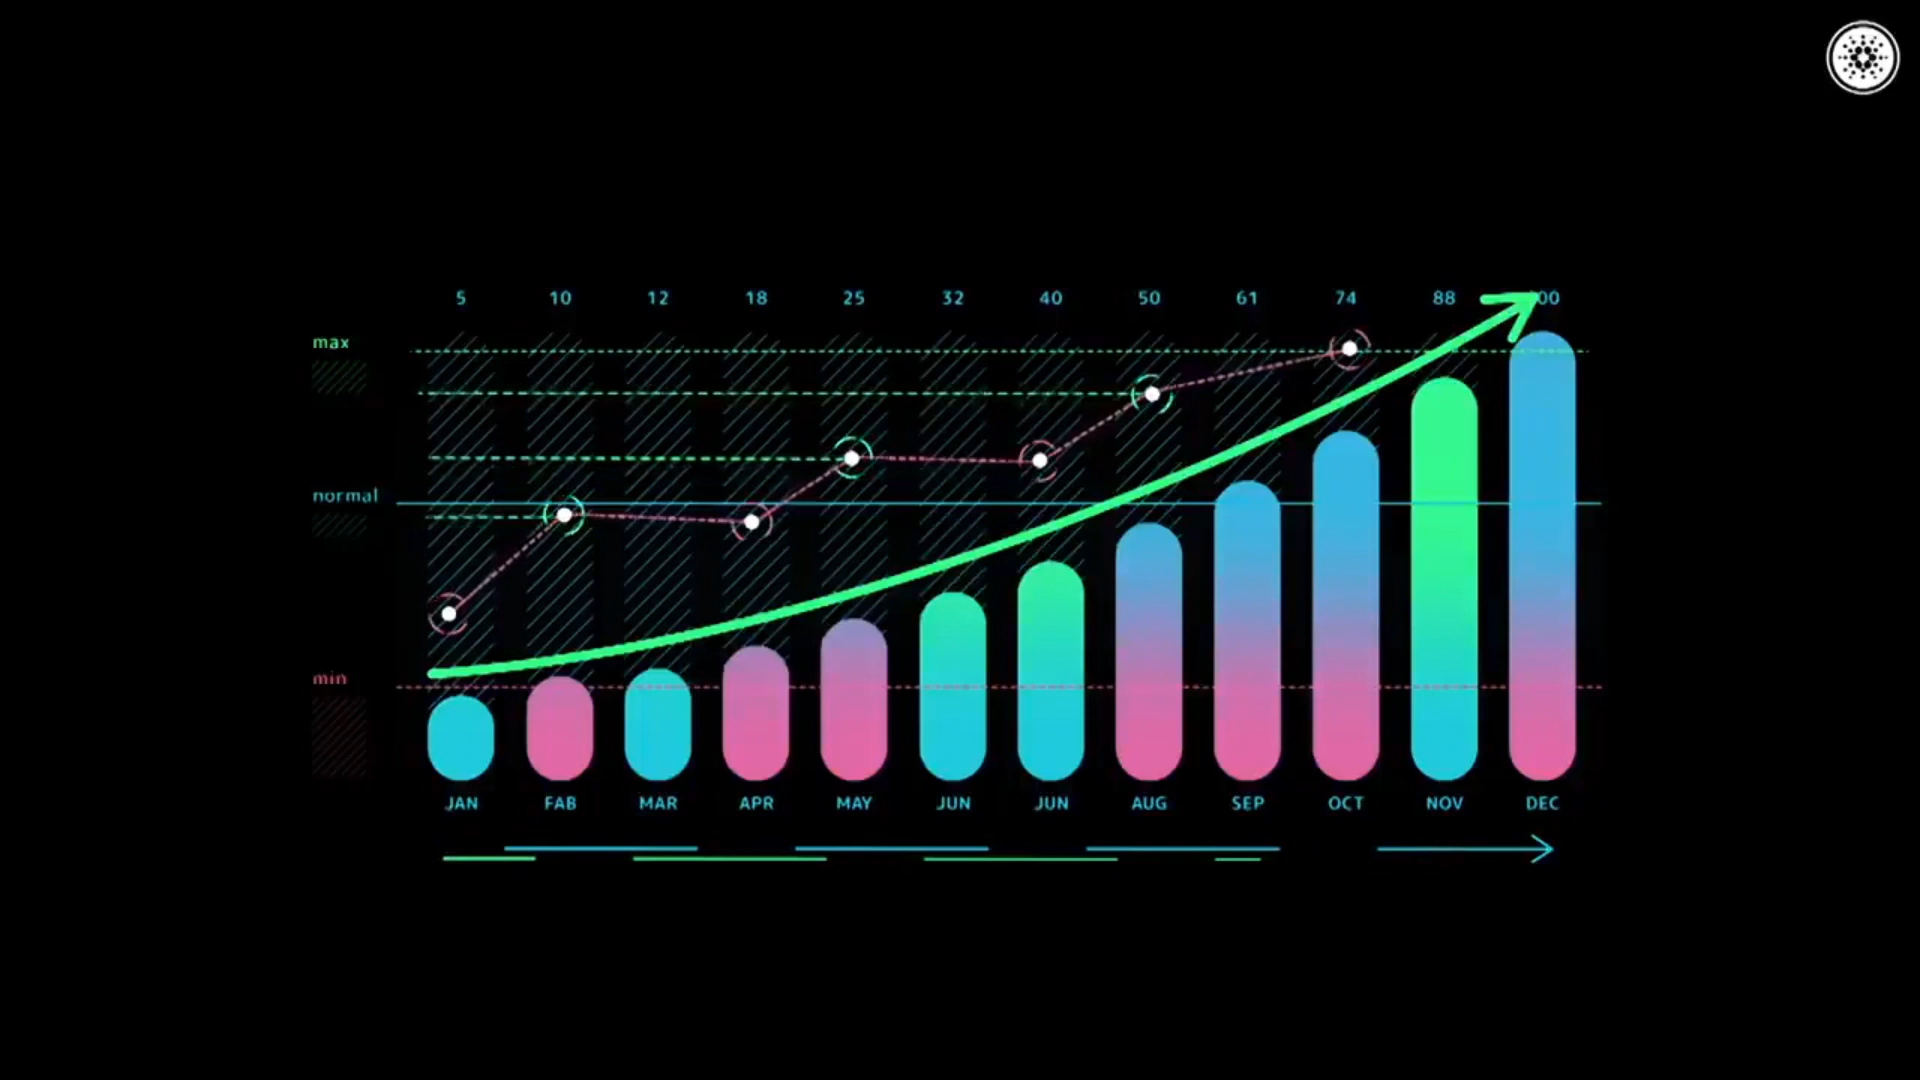 5 10 12 18 25 32 40 50 61 74 88 00
max
normal
min
JAN FAB MAR APR MAY JUN JUN AUG SEP OCT NOV DEC